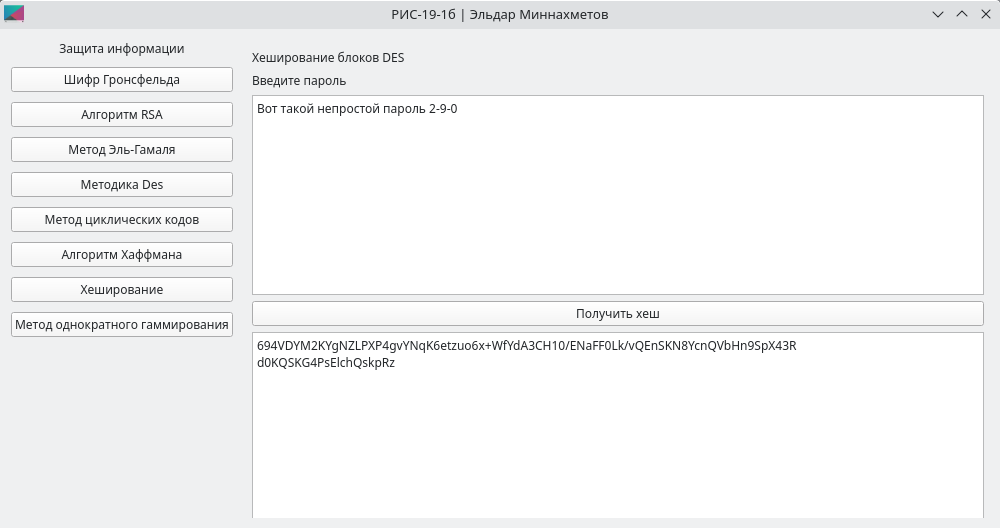 РИС-19-1б | Эльдар Миннахметов
Защита информации
Шифр Гронсфельда
Алгоритм RSA
Метод Эль-Гамаля
Методика Des
Метод циклических кодов
Алгоритм Хаффмана
Хеширование
Метод однократного гаммирования
Хеширование блоков DES
Введите пароль
Вот такой непростой пароль 2-9-0
Получить хеш
694VDYM2KYgNZLPXP4gvYNqK6etzuo6x+WfYdA3CH10/ENaFF0Lk/vQEnSKN8YcnQVbHn9SpX43R
d0KQSKG4PsElchQskpRz